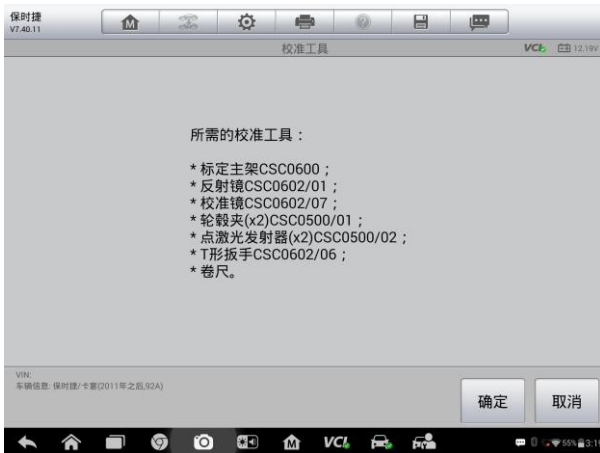 保时捷
V7.40.11
M
校准工具
VCI
12.19V
所需的校准工具：
* 标定主架CSC0600；
* 反射镜CSC0602/01；
* 校准镜CSC0602/07；
* 轮毂夹(x2)CSC0500/01；
* 点激光发射器(x2)CSC0500/02；
* T形扳手CSC0602/06；
* 卷尺。
VIN:
车辆信息: 保时捷/卡宴(2011年之后,92A)
确定
取消
M
VCI
55%